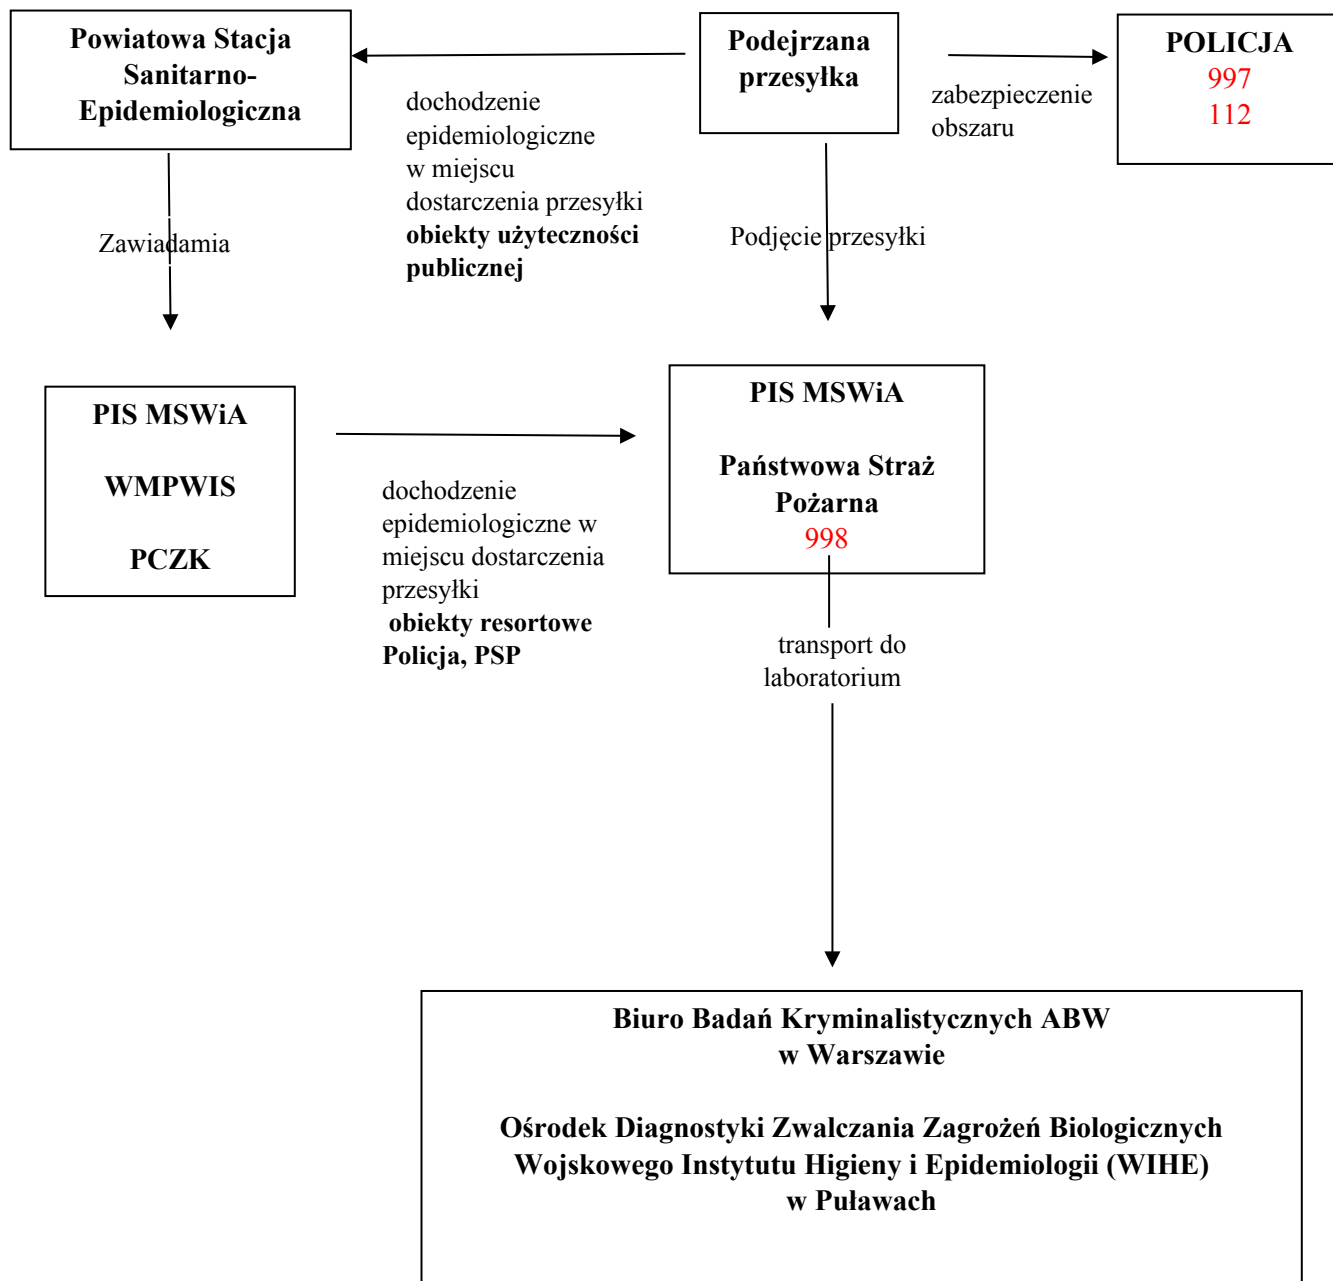 Powiatowa Stacja
Sanitarno-
Epidemiologiczna
Podejrzana
przesyłka
POLICJA
997
112
dochodzenie
epidemiologiczne
w miejscu
dostarczenia przesyłki
obiekty użyteczności
publicznej
zabezpieczenie
obszaru
Zawiadamia
Podjęcie przesyłki
PIS MSWiA
WMPWIS
PCZK
dochodzenie
epidemiologiczne w
miejscu dostarczenia
przesyłki
obiekty resortowe
Policja, PSP
PIS MSWiA
Państwowa Straż
Pożarna
998
transport do
laboratorium
Biuro Badań Kryminalistycznych ABW
w Warszawie
Ośrodek Diagnostyki Zwalczania Zagrożeń Biologicznych
Wojskowego Instytutu Higieny i Epidemiologii (WIHE)
w Puławach